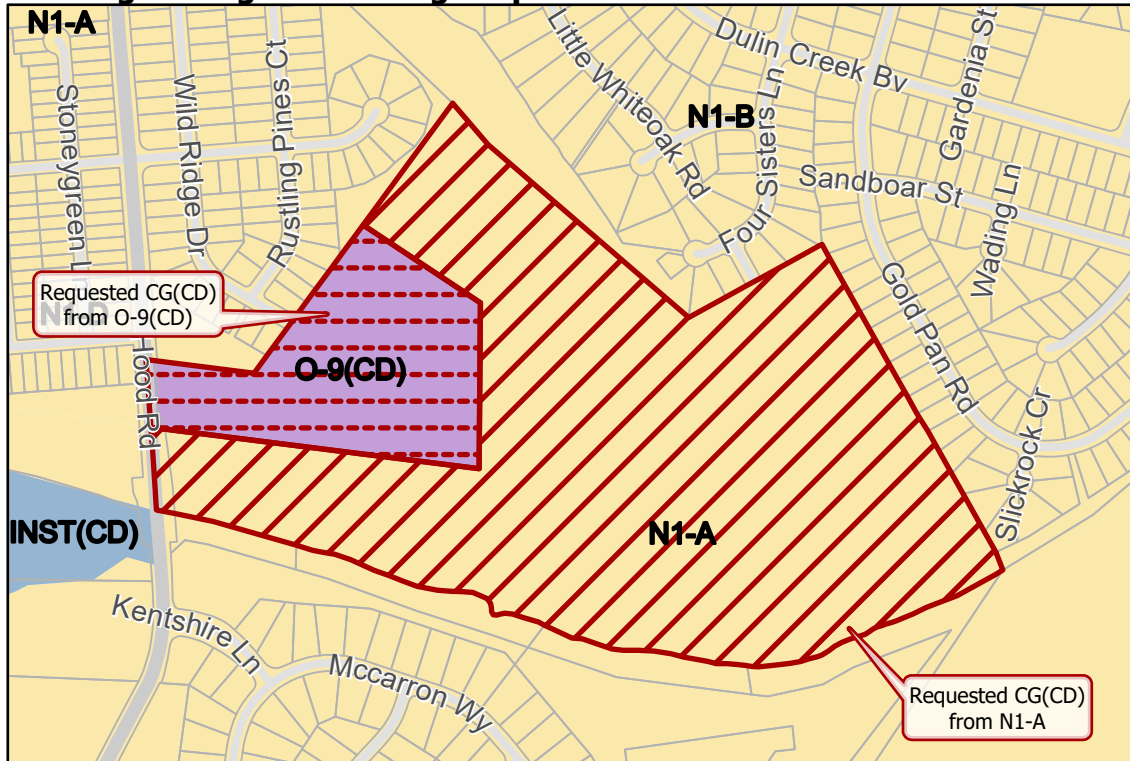 N1-A
Stoneygreen L
Wild Ridge Dr
Rustling Pines Ct
Little Whiteoak Rd
Dulin Creek Bv
N1-B
Four Sisters Ln
Gardenia St
Sandboar St
Wading Ln
Gold Pan Rd
Slickrock Cr
Requested CG(CD)
from O-9(CD)
N1-D
O-9(CD)
Hood Rd
INST(CD)
N1-A
Kentshire Ln
Mccarron Wy
Requested CG(CD)
from N1-A